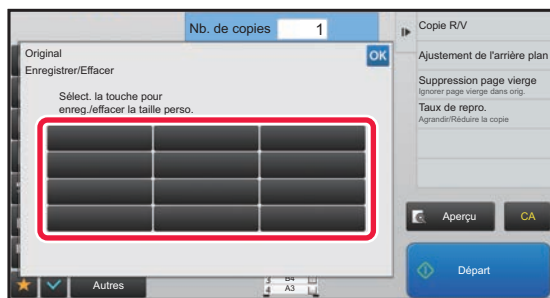 Nb. de copies 1
Original
OK
Enregistrer/Effacer
Sélect. la touche pour
enreg./effacer la taille perso.
Copie R/V
Ajustement de l'arrière plan
Suppression page vierge
Ignorer page vierge dans orig.
Taux de repro.
Agrandir/Réduire la copie
Aperçu
CA
Départ
Autres
3 B4
4 A3